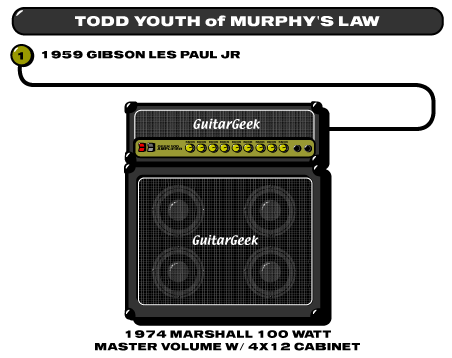 TODD YOUTH of MURPHY'S LAW
1 1959 GIBSON LES PAUL JR
GuitarGeek
GuitarGeek
1974 MARSHALL 100 WATT
MASTER VOLUME W/ 4X12 CABINET